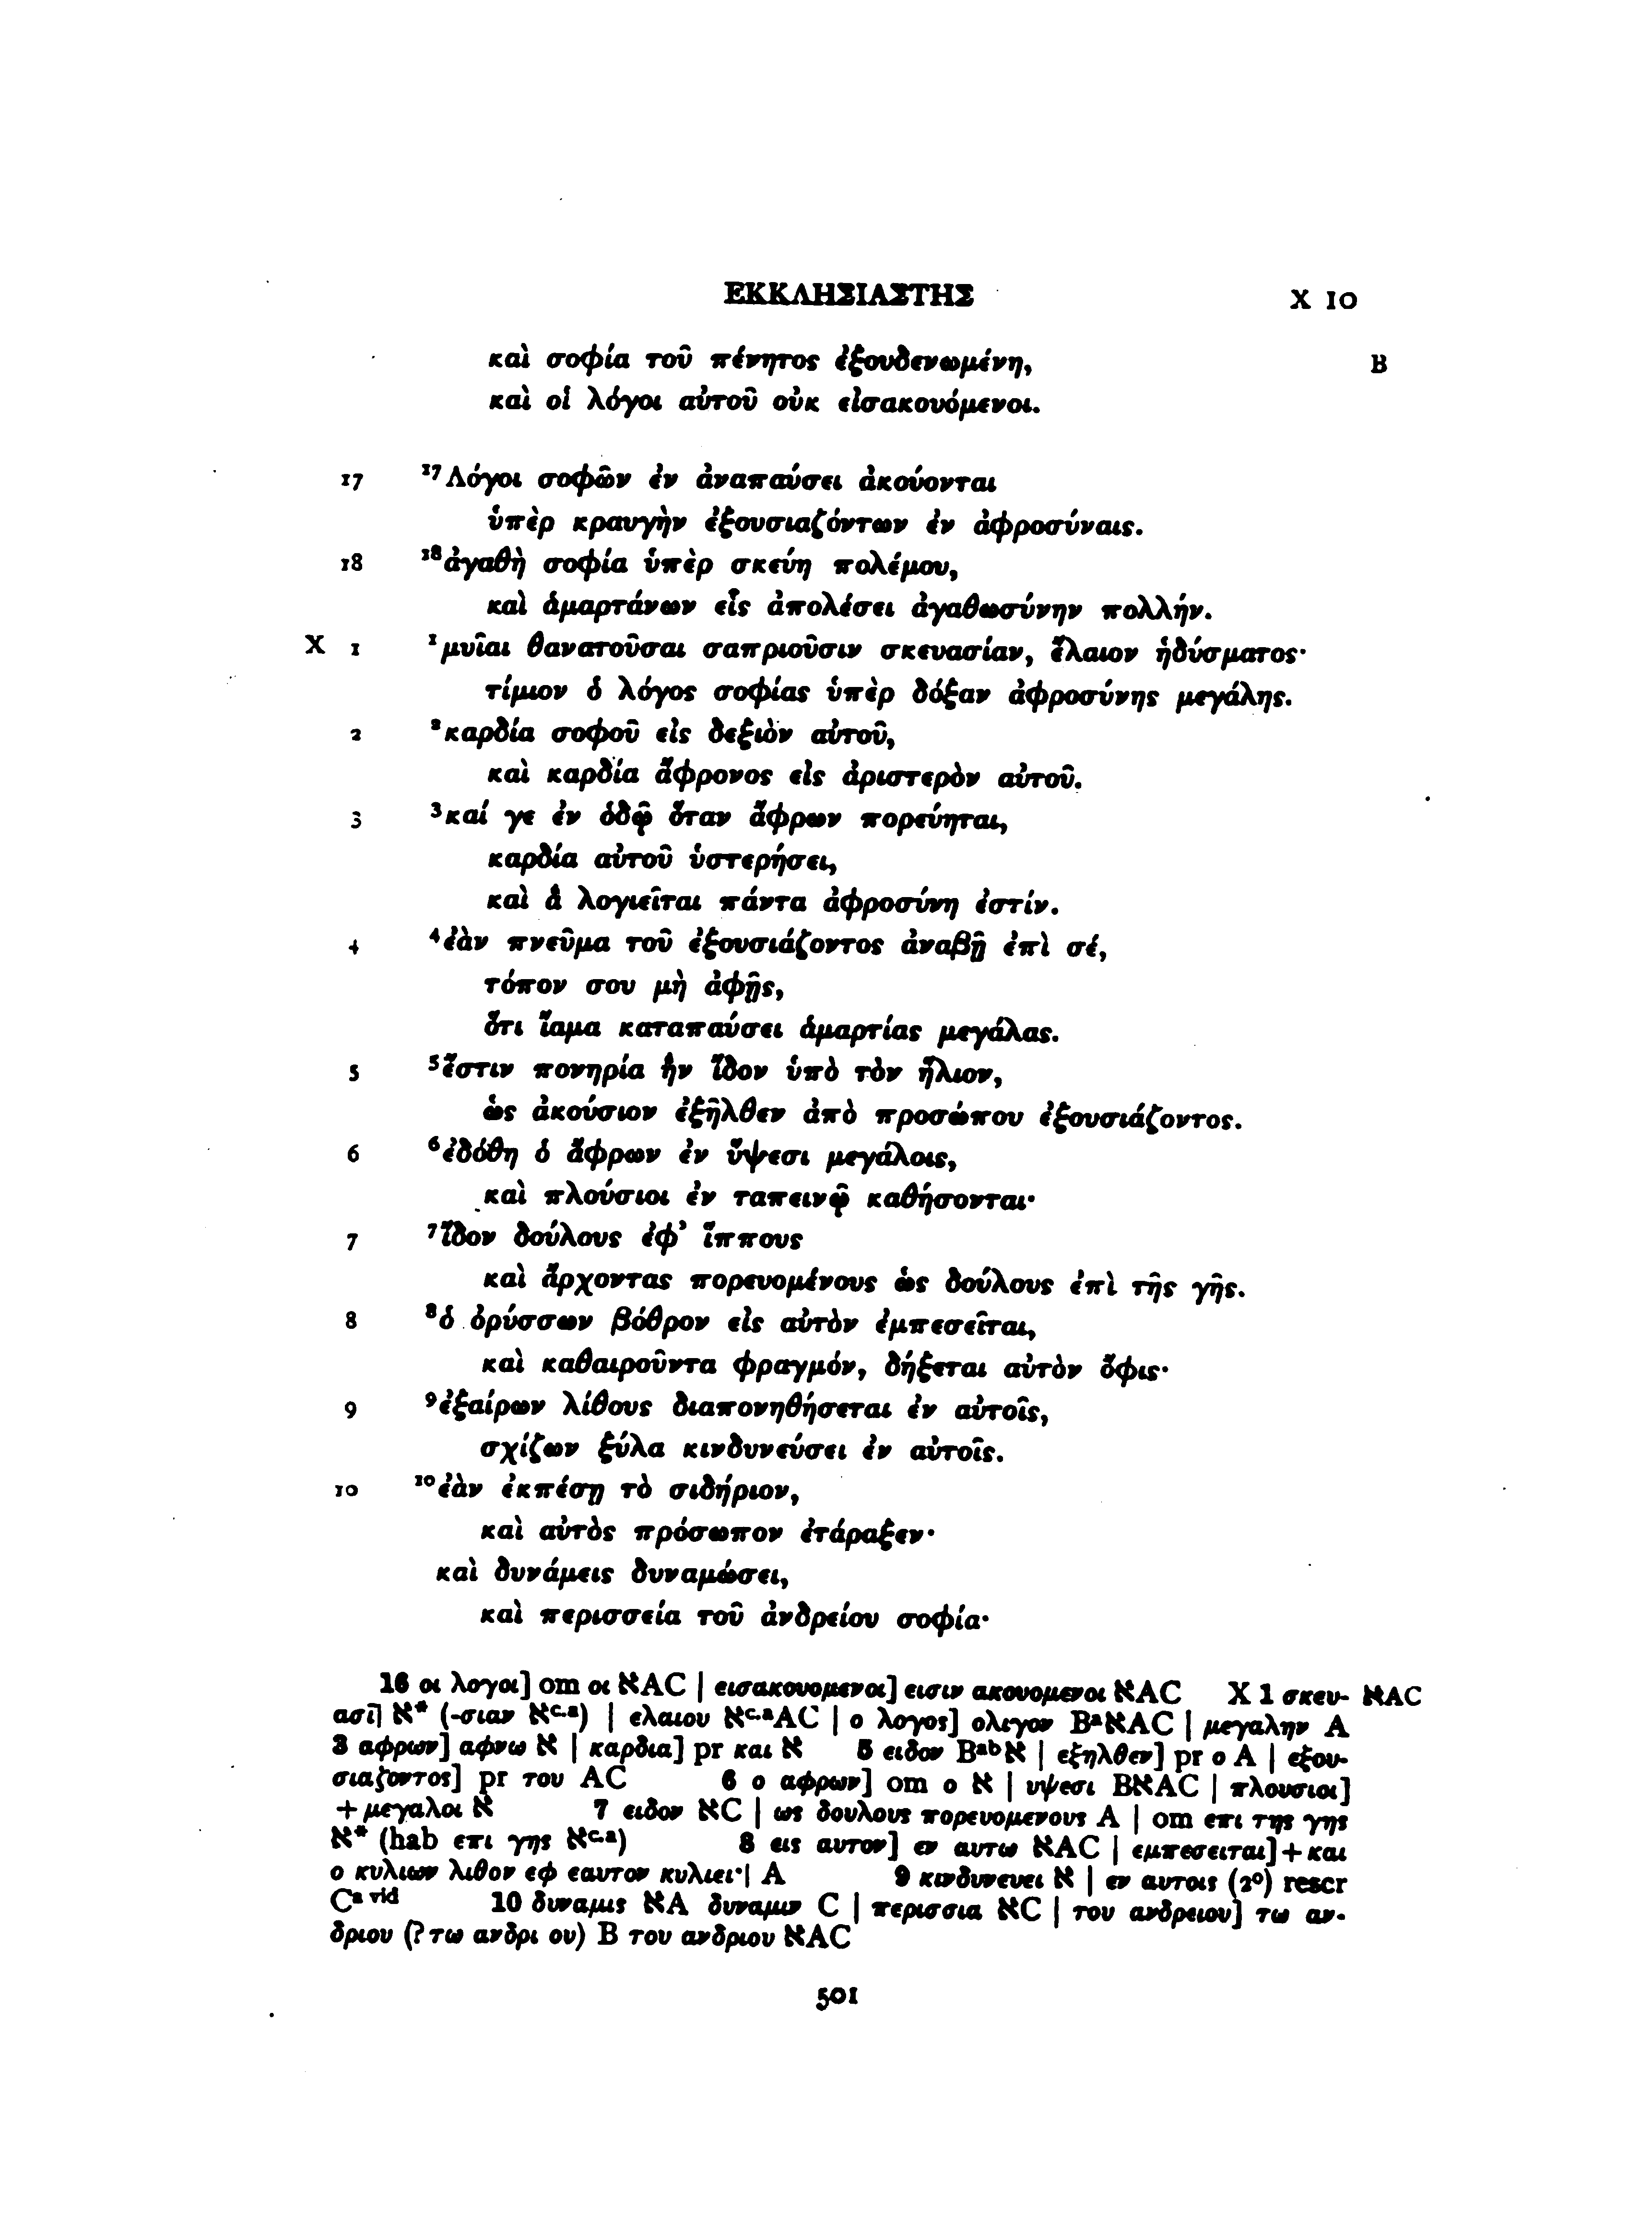 ΕΚΚΛΗΣΙΑΣΤΗΣ X 10
καὶ σοφία τοῦ πένητος ἐξουδενωμένη, B
καὶ οἱ λόγοι αὐτοῦ οὐκ εἰσακουόμενοι.
17 ¹⁷Λόγοι σοφῶν ἐν ἀναπαύσει ἀκούονται
ὑπὲρ κραυγὴν ἐξουσιαζόντων ἐν ἀφροσύναις.
18 ¹⁸ἀγαθὴ σοφία ὑπὲρ σκεύη πολέμου,
καὶ ἁμαρτάνων εἷς ἀπολέσει ἀγαθωσύνην πολλήν.
X 1 ¹μυῖαι θανατοῦσαι σαπριοῦσιν σκευασίαν, ἔλαιον ἡδύσματος·
τίμιον ὁ λόγος σοφίας ὑπὲρ δόξαν ἀφροσύνης μεγάλης.
2 ²καρδία σοφοῦ εἰς δεξιὸν αὐτοῦ,
καὶ καρδία ἄφρονος εἰς ἀριστερὸν αὐτοῦ.
3 ³καί γε ἐν ὁδῷ ὅταν ἄφρων πορεύηται,
καρδία αὐτοῦ ὑστερήσει,
καὶ ἃ λογιεῖται πάντα ἀφροσύνη ἐστίν.
4 ⁴ἐὰν πνεῦμα τοῦ ἐξουσιάζοντος ἀναβῇ ἐπὶ σέ,
τόπον σου μὴ ἀφῇς,
ὅτι ἴαμα καταπαύσει ἁμαρτίας μεγάλας.
5 ⁵ἔστιν πονηρία ἣν ἴδον ὑπὸ τὸν ἥλιον,
ὡς ἀκούσιον ἐξῆλθεν ἀπὸ προσώπου ἐξουσιάζοντος.
6 ⁶ἐδόθη ὁ ἄφρων ἐν ὕψεσι μεγάλοις,
καὶ πλούσιοι ἐν ταπεινῷ καθήσονται·
7 ⁷ἴδον δούλους ἐφ᾽ ἵππους
καὶ ἄρχοντας πορευομένους ὡς δούλους ἐπὶ τῆς γῆς.
8 ⁸ὁ ὀρύσσων βόθρον εἰς αὐτὸν ἐμπεσεῖται,
καὶ καθαιροῦντα φραγμόν, δήξεται αὐτὸν ὄφις·
9 ⁹ἐξαίρων λίθους διαπονηθήσεται ἐν αὐτοῖς,
σχίζων ξύλα κινδυνεύσει ἐν αὐτοῖς.
10 ¹⁰ἐὰν ἐκπέσῃ τὸ σιδήριον,
καὶ αὐτὸς πρόσωπον ἐτάραξεν·
καὶ δυνάμεις δυναμώσει,
καὶ περισσεία τοῦ ἀνδρείου σοφία·
16 οι λογοι] om οι אAC | εισακουομενοι] εισιν ακουομενοι אAC X 1 σκευ- אAC
ασῑ] א* (-σιαν אᶜ·ᵃ) | ελαιου אᶜ·ᵃAC | ο λογος] ολιγον BᵃאAC | μεγαλην A
3 αφρων] αφνω א | καρδια] pr και א 5 ειδον Bᵃᵇא | εξηλθεν] pr ο A | εξου-
σιαζοντος] pr του AC 6 ο αφρων] om ο א | υψεσι BאAC | πλουσιοι]
+ μεγαλοι א 7 ειδον אC | ως δουλους πορευομενους A | om επι της γης
א* (hab επι γης אᶜ·ᵃ) 8 εις αυτον] εν αυτω אAC | εμπεσειται]+και
ο κυλιων λιθον εφ εαυτον κυλιει·| A 9 κινδυνευει א | εν αυτοις (2º) rescr
Cᵃ ᵛⁱᵈ 10 δυναμις אA δυναμιν C | περισσια אC | του ανδρειου] τω αν-
δριου (? τω ανδρι ου) B του ανδριου אAC
501